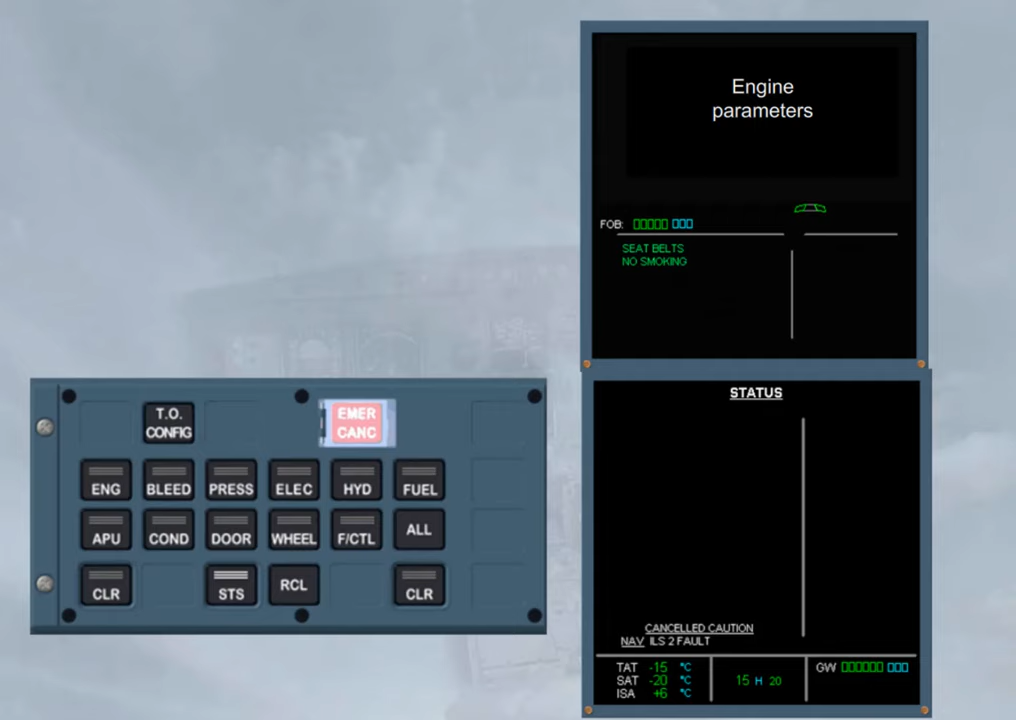 Engine
parameters
FOB:
SEAT BELTS
NO SMOKING
T.O.
CONFIG
EMER
CANC
ENG BLEED PRESS ELEC HYD FUEL
APU COND DOOR WHEEL F/CTL ALL
CLR STS RCL CLR
STATUS
CANCELLED CAUTION
NAV ILS 2 FAULT
TAT -15 °C
SAT -20 °C
ISA +6 °C
15 H 20
GW